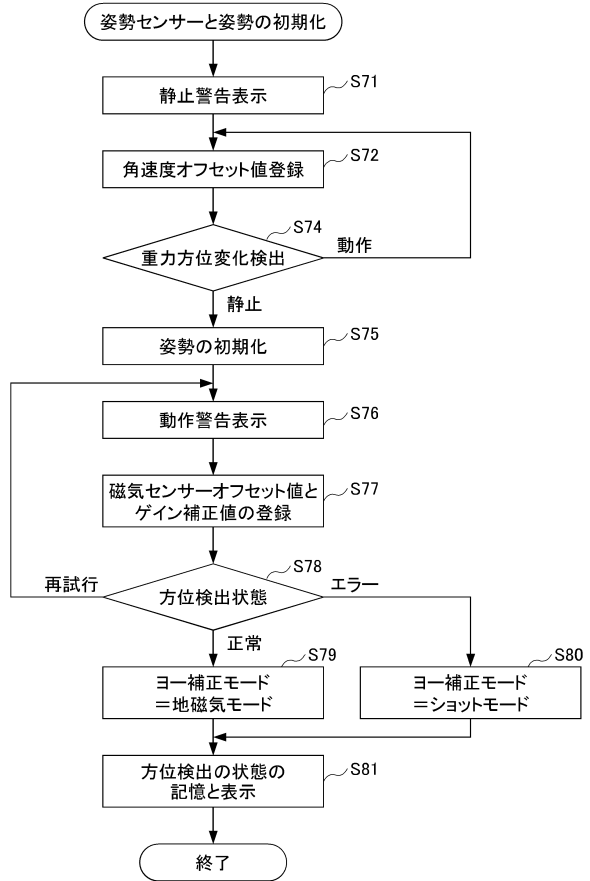 姿勢センサーと姿勢の初期化
静止警告表示
S71
角速度オフセット値登録
S72
重力方位変化検出
S74
動作
静止
姿勢の初期化
S75
動作警告表示
S76
磁気センサーオフセット値と
ゲイン補正値の登録
S77
方位検出状態
S78
再試行
エラー
正常
ヨー補正モード
＝地磁気モード
S79
ヨー補正モード
＝ショットモード
S80
方位検出の状態の
記憶と表示
S81
終了